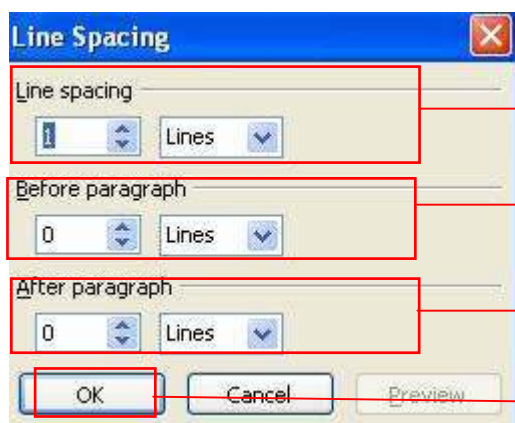 Line Spacing
Line spacing
1 Lines
Before paragraph
0 Lines
After paragraph
0 Lines
OK Cancel Preview